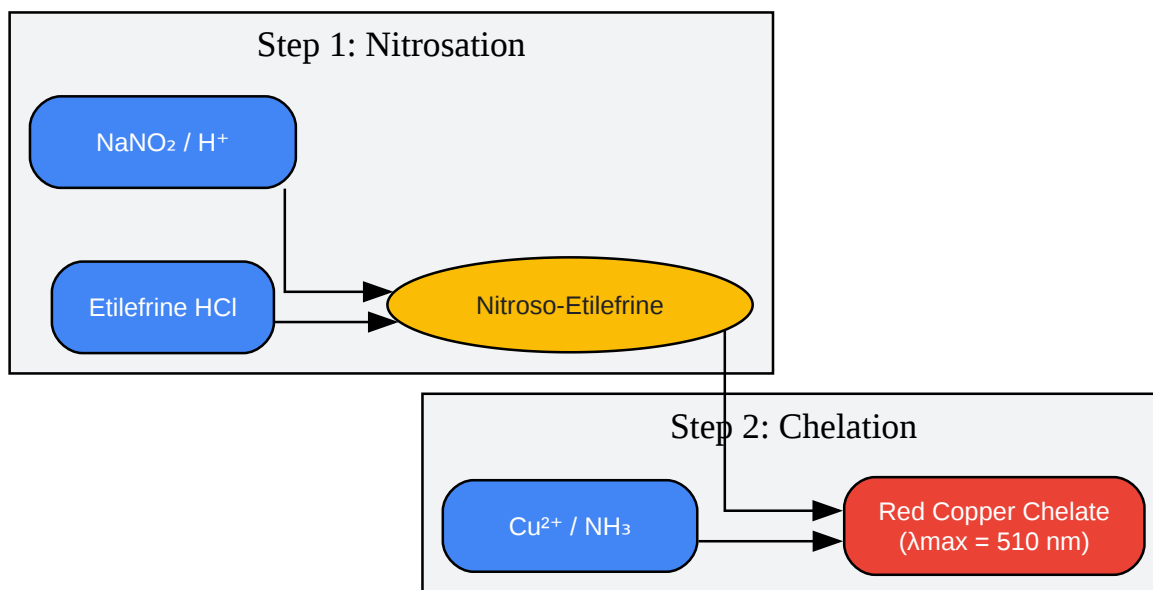 Step 1: Nitrosation
NaNO₂ / H⁺
Etilefrine HCl
Nitroso-Etilefrine
Step 2: Chelation
Cu²⁺ / NH₃
Red Copper Chelate
(λmax = 510 nm)